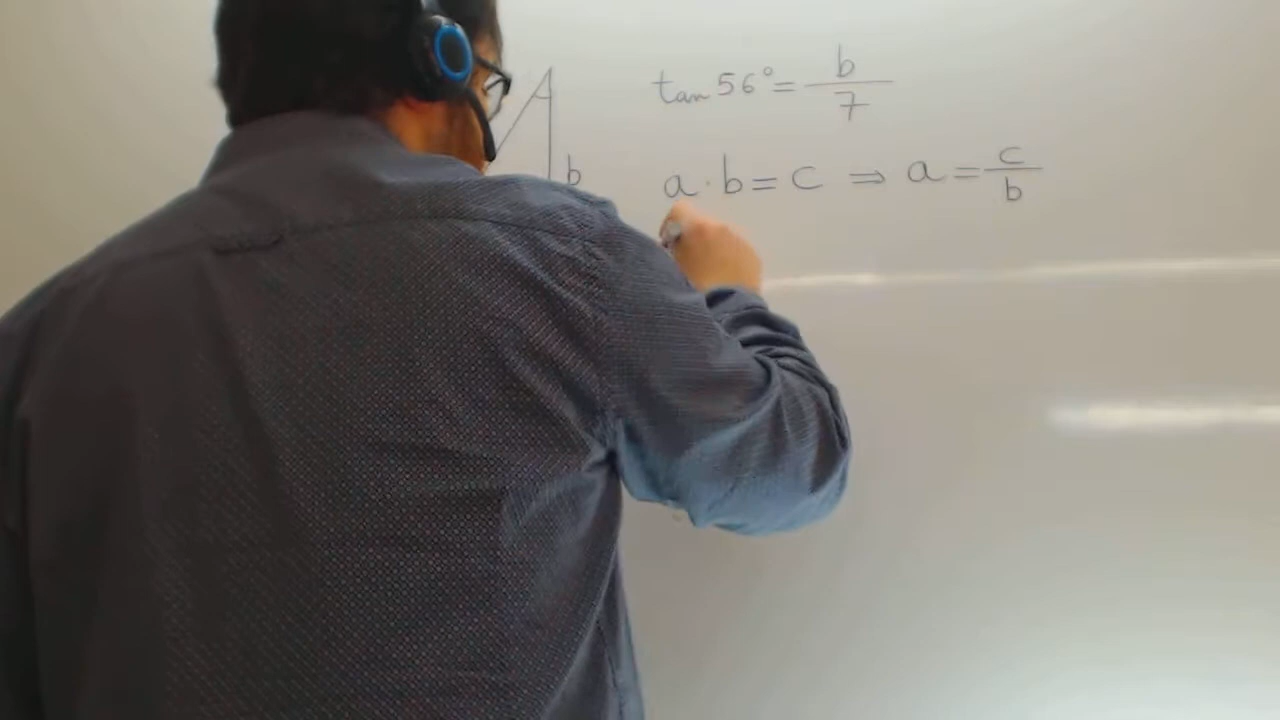 tan 56° = b/7
b
a · b = c ⇒ a = c/b